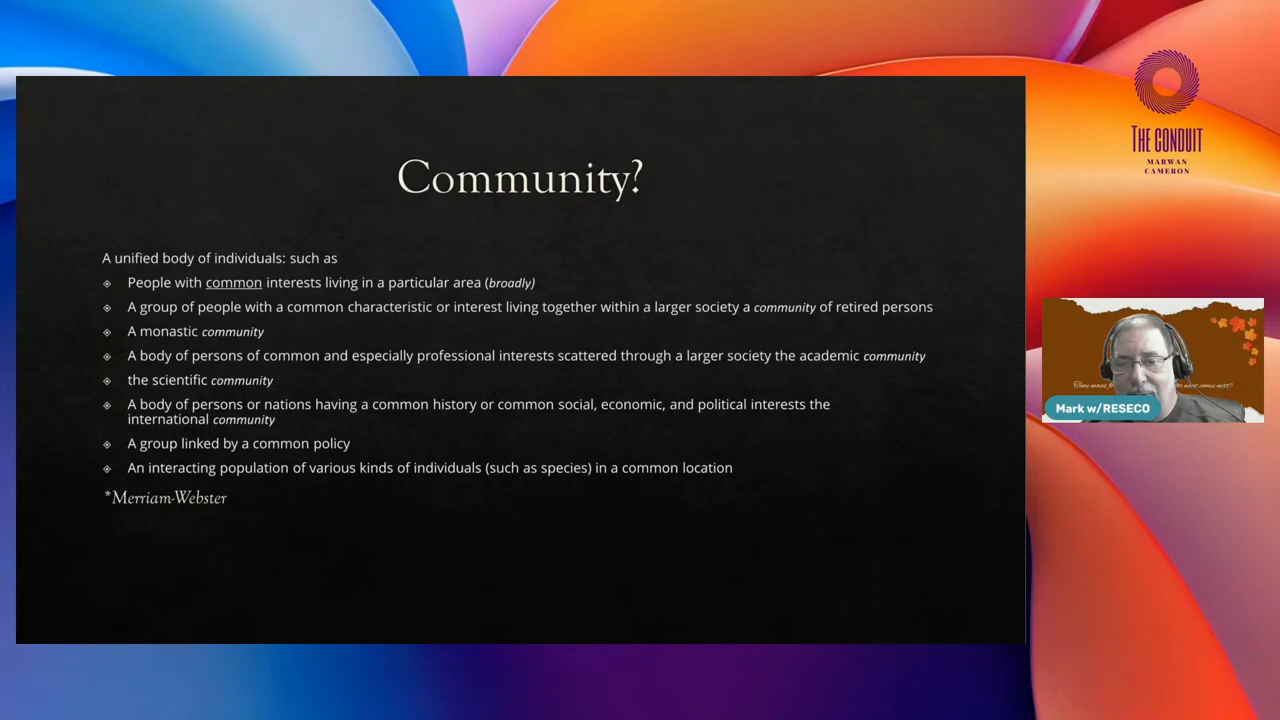 Community?
A unified body of individuals: such as
People with common interests living in a particular area (broadly)
A group of people with a common characteristic or interest living together within a larger society a community of retired persons
A monastic community
A body of persons of common and especially professional interests scattered through a larger society the academic community
the scientific community
A body of persons or nations having a common history or common social, economic, and political interests the
international community
A group linked by a common policy
An interacting population of various kinds of individuals (such as species) in a common location
*Merriam-Webster
THE CONDUIT
MARWAN
CAMERON
what comes next?
Mark w/RESECO